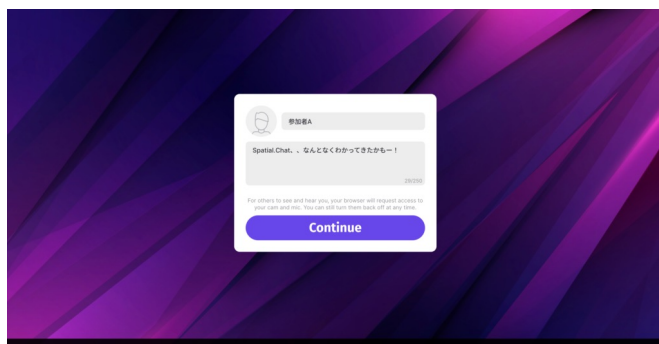 参加者A
Spatial.Chat、、なんとなくわかってきたかもー！
29/200
For others to see and hear you, your browser will request access to
your cam and mic. You can still turn them back off at any time.
Continue